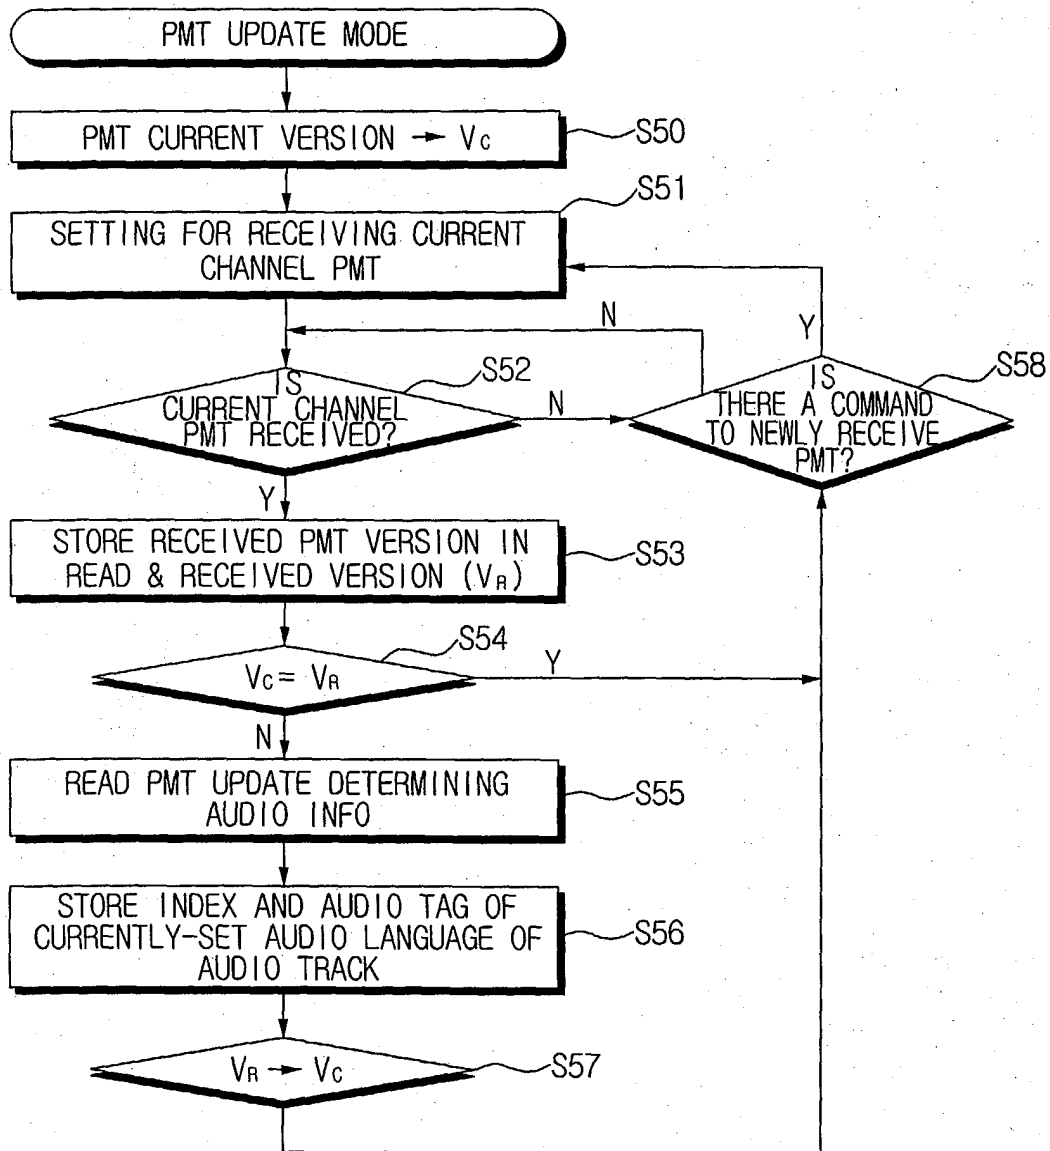 PMT UPDATE MODE
PMT CURRENT VERSION → Vc
S50
S51
SETTING FOR RECEIVING CURRENT
CHANNEL PMT
N
Y
S52
S58
IS
CURRENT CHANNEL
PMT RECEIVED?
N
IS
THERE A COMMAND
TO NEWLY RECEIVE
PMT?
Y
STORE RECEIVED PMT VERSION IN
READ & RECEIVED VERSION (VR)
S53
S54
VC = VR
Y
N
READ PMT UPDATE DETERMINING
AUDIO INFO
S55
STORE INDEX AND AUDIO TAG OF
CURRENTLY-SET AUDIO LANGUAGE OF
AUDIO TRACK
S56
VR → VC
S57